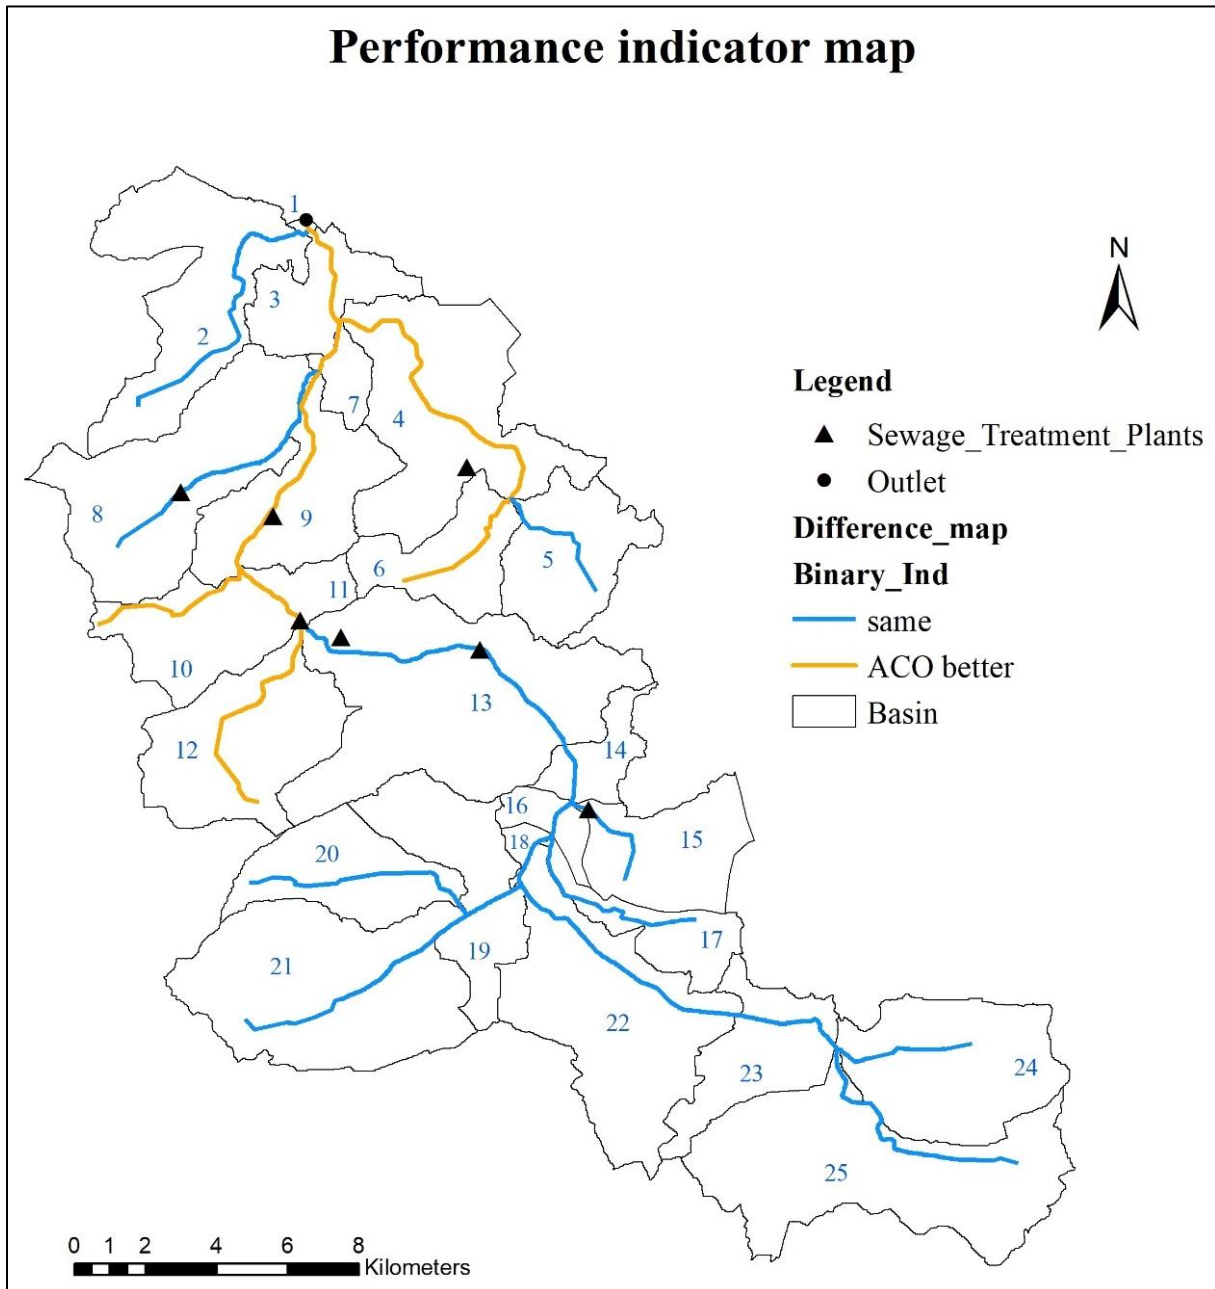 Performance indicator map
1
N
3
2
Legend
7
4
Sewage_Treatment_Plants
Outlet
8
9
Difference_map
5
6
Binary_Ind
11
same
10
ACO better
13
Basin
12
14
16
15
18
20
17
19
21
22
23
24
25
0 1 2 4 6 8
Kilometers